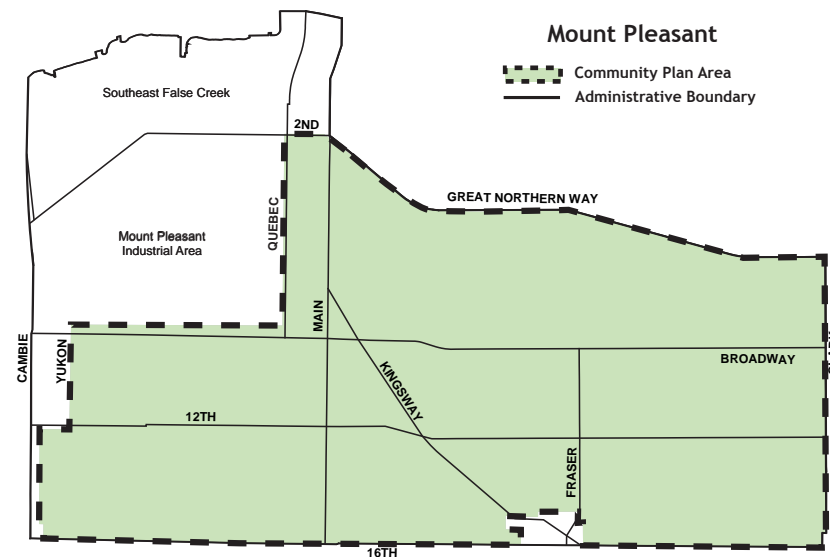 Mount Pleasant
Community Plan Area
Administrative Boundary
Southeast False Creek
2ND
GREAT NORTHERN WAY
QUEBEC
Mount Pleasant
Industrial Area
MAIN
CAMBIE
YUKON
BROADWAY
KINGSWAY
12TH
FRASER
16TH